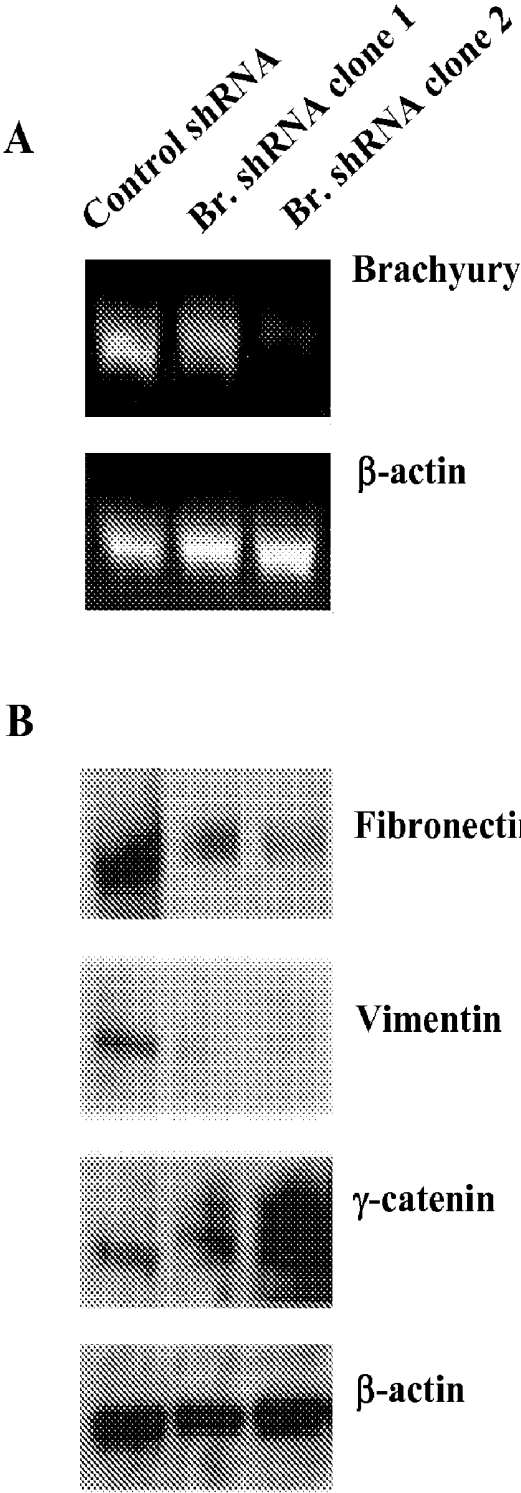 A
Control shRNA
Br. shRNA clone 1
Br. shRNA clone 2
Brachyury
β-actin
B
Fibronectin
Vimentin
γ-catenin
β-actin